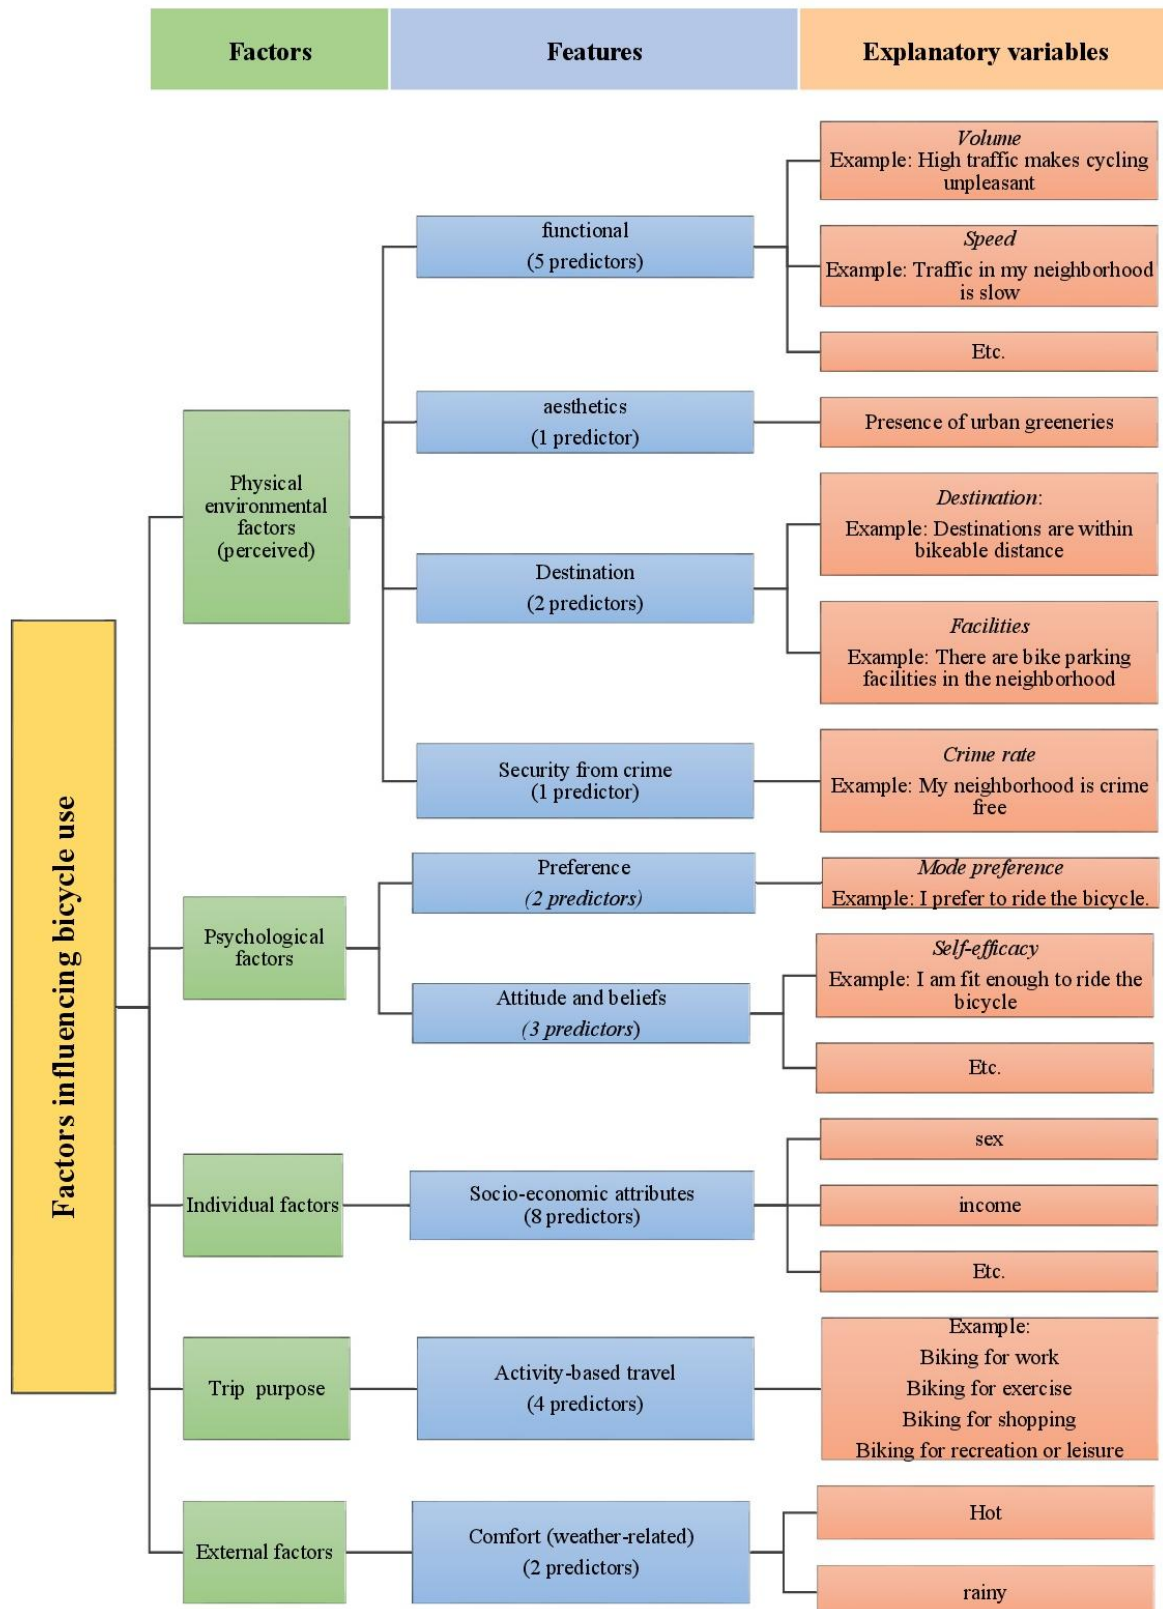 Factors
Features
Explanatory variables
Factors influencing bicycle use
Physical
environmental
factors
(perceived)
functional
(5 predictors)
Volume
Example: High traffic makes cycling
unpleasant
Speed
Example: Traffic in my neighborhood
is slow
Etc.
aesthetics
(1 predictor)
Presence of urban greeneries
Destination
(2 predictors)
Destination:
Example: Destinations are within
bikeable distance
Facilities
Example: There are bike parking
facilities in the neighborhood
Security from crime
(1 predictor)
Crime rate
Example: My neighborhood is crime
free
Psychological
factors
Preference
(2 predictors)
Mode preference
Example: I prefer to ride the bicycle.
Attitude and beliefs
(3 predictors)
Self-efficacy
Example: I am fit enough to ride the
bicycle
Etc.
Individual factors
Socio-economic attributes
(8 predictors)
sex
income
Etc.
Trip purpose
Activity-based travel
(4 predictors)
Example:
Biking for work
Biking for exercise
Biking for shopping
Biking for recreation or leisure
External factors
Comfort (weather-related)
(2 predictors)
Hot
rainy